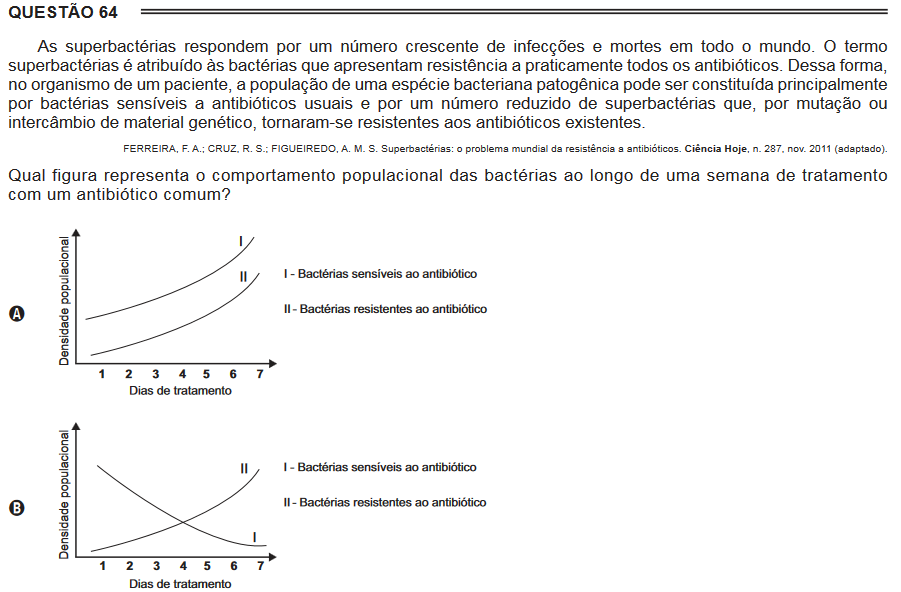 QUESTÃO 64
As superbactérias respondem por um número crescente de infecções e mortes em todo o mundo. O termo
superbactérias é atribuído às bactérias que apresentam resistência a praticamente todos os antibióticos. Dessa forma,
no organismo de um paciente, a população de uma espécie bacteriana patogênica pode ser constituída principalmente
por bactérias sensíveis a antibióticos usuais e por um número reduzido de superbactérias que, por mutação ou
intercâmbio de material genético, tornaram-se resistentes aos antibióticos existentes.
FERREIRA, F. A.; CRUZ, R. S.; FIGUEIREDO, A. M. S. Superbactérias: o problema mundial da resistência a antibióticos. Ciência Hoje, n. 287, nov. 2011 (adaptado).
Qual figura representa o comportamento populacional das bactérias ao longo de uma semana de tratamento
com um antibiótico comum?
A
Densidade populacional
I
II
1 2 3 4 5 6 7
Dias de tratamento
I - Bactérias sensíveis ao antibiótico
II - Bactérias resistentes ao antibiótico
B
Densidade populacional
II
I
1 2 3 4 5 6 7
Dias de tratamento
I - Bactérias sensíveis ao antibiótico
II - Bactérias resistentes ao antibiótico